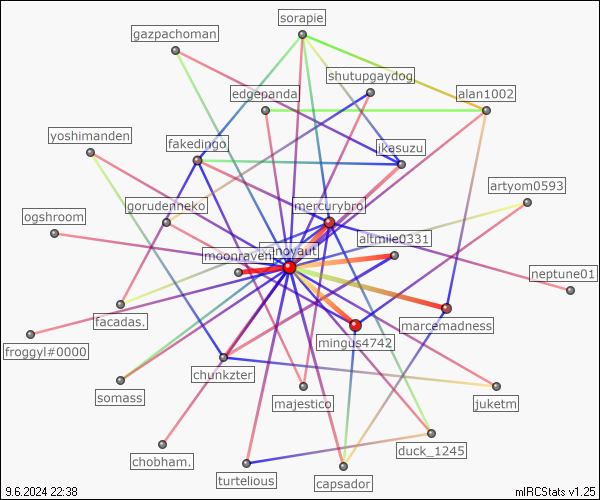 sorapie
gazpachoman
shutupgaydog
edgepanda
alan1002
yoshimanden
fakedingo
jkasuzu
artyom0593
gorudenneko
mercurybro
ogshroom
altmile0331
moonraven
neptune01
facadas.
marcemadness
froggyl#0000
mingus4742
chunkzter
somass
majestico
juketm
chobham.
duck_1245
turtelious
capsador
9.6.2024 22:38
mIRCStats v1.25